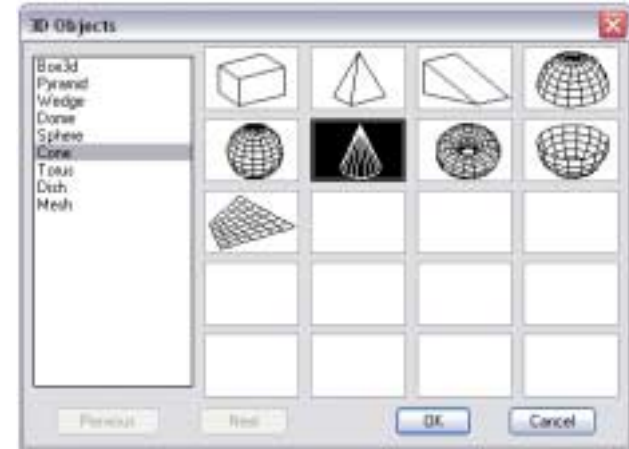 3D Objects
Box3d
Pyramid
Wedge
Dome
Sphere
Cone
Torus
Dish
Mesh
Previous
Next
OK
Cancel